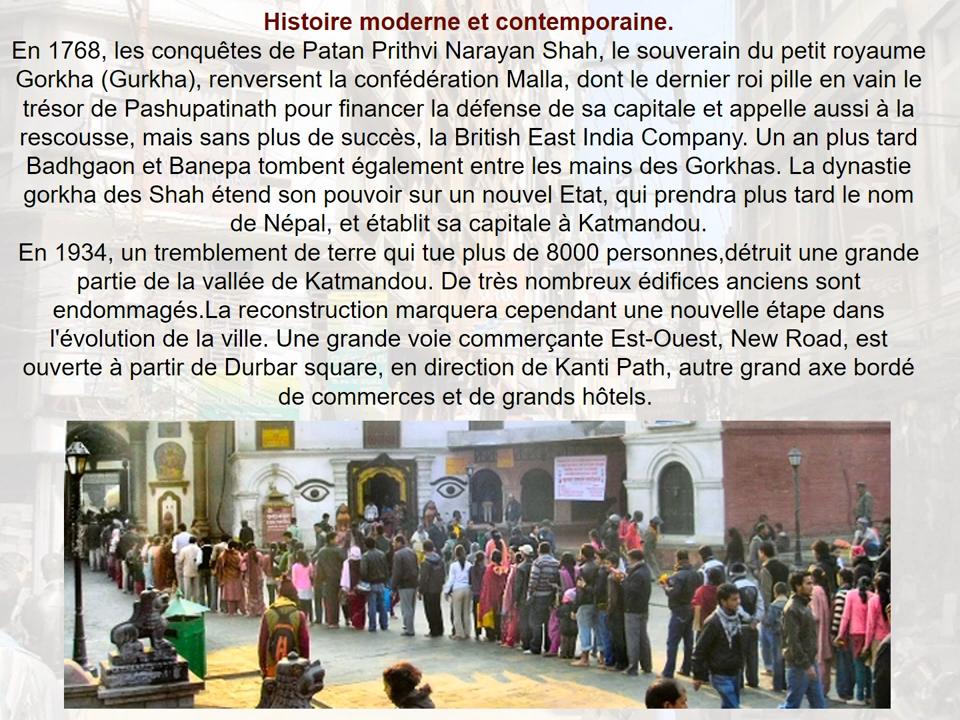 Histoire moderne et contemporaine.
En 1768, les conquêtes de Patan Prithvi Narayan Shah, le souverain du petit royaume
Gorkha (Gurkha), renversent la confédération Malla, dont le dernier roi pille en vain le
trésor de Pashupatinath pour financer la défense de sa capitale et appelle aussi à la
rescousse, mais sans plus de succès, la British East India Company. Un an plus tard
Badhgaon et Banepa tombent également entre les mains des Gorkhas. La dynastie
gorkha des Shah étend son pouvoir sur un nouvel Etat, qui prendra plus tard le nom
de Népal, et établit sa capitale à Katmandou.
En 1934, un tremblement de terre qui tue plus de 8000 personnes,détruit une grande
partie de la vallée de Katmandou. De très nombreux édifices anciens sont
endommagés.La reconstruction marquera cependant une nouvelle étape dans
l'évolution de la ville. Une grande voie commerçante Est-Ouest, New Road, est
ouverte à partir de Durbar square, en direction de Kanti Path, autre grand axe bordé
de commerces et de grands hôtels.